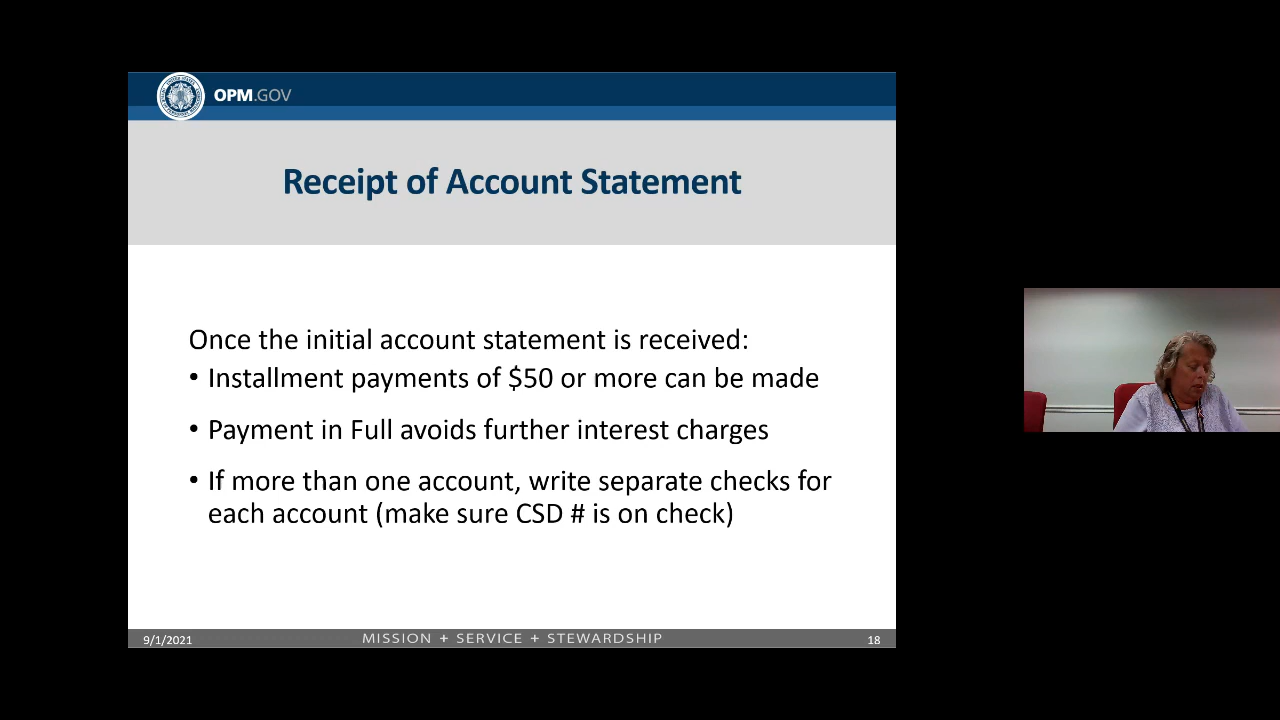 OPM.GOV
Receipt of Account Statement
Once the initial account statement is received:
• Installment payments of $50 or more can be made
• Payment in Full avoids further interest charges
• If more than one account, write separate checks for
each account (make sure CSD # is on check)
9/1/2021
MISSION + SERVICE + STEWARDSHIP
18